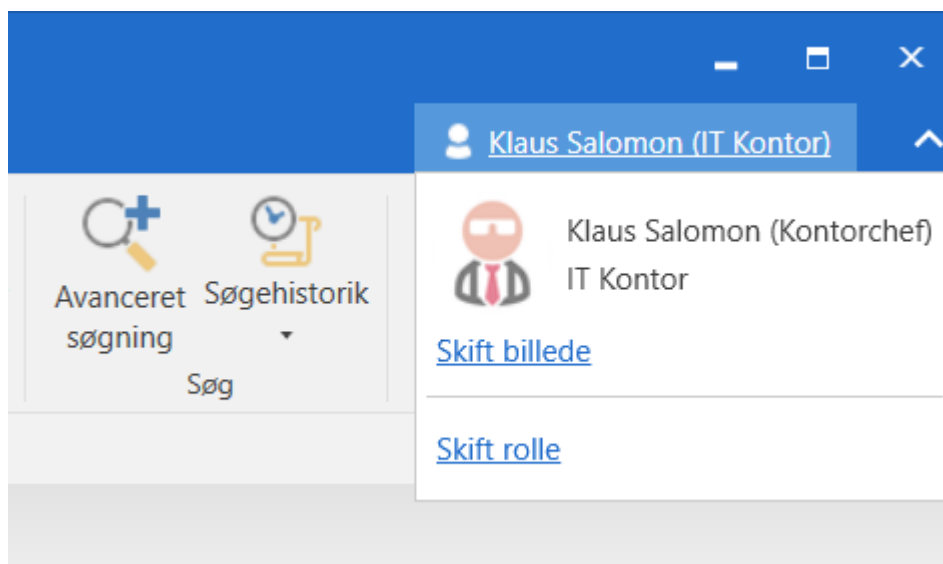 Klaus Salomon (IT Kontor)
Klaus Salomon (Kontorchef)
IT Kontor
Skift billede
Skift rolle
Avanceret
søgning
Søgehistorik
Søg